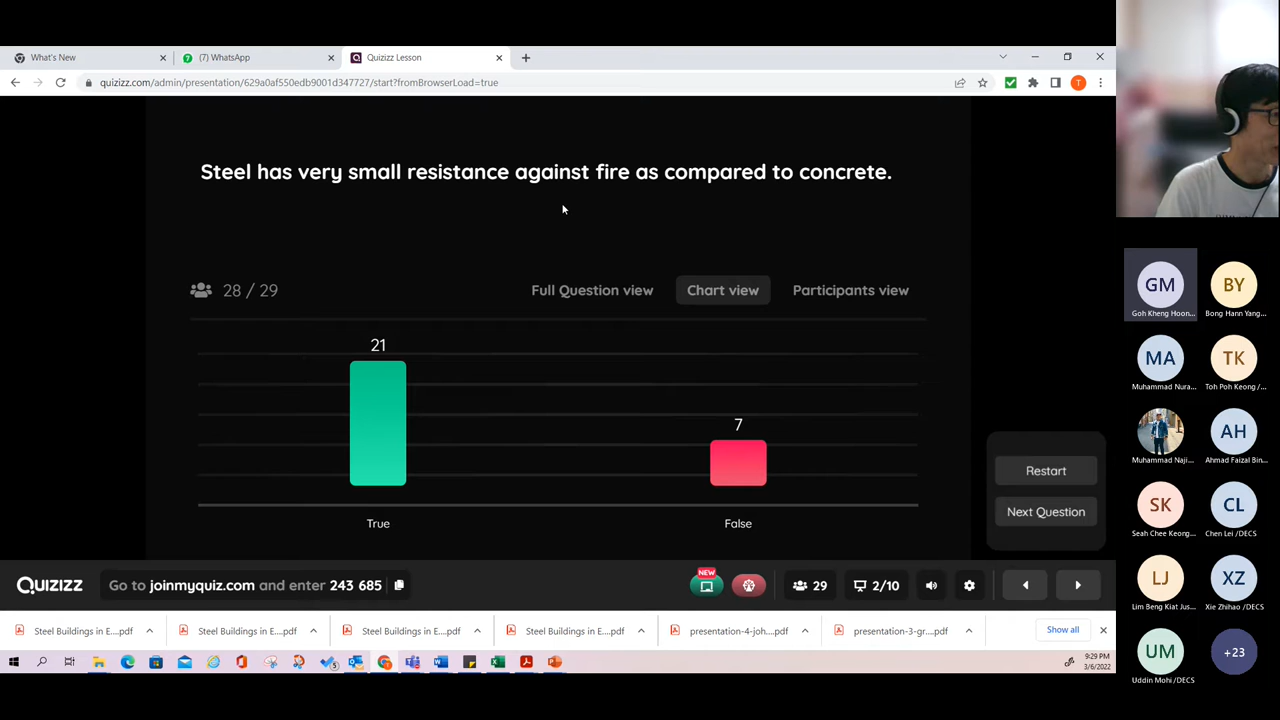 What's New
(7) WhatsApp
Quizizz Lesson
quizizz.com/admin/presentation/629a0af550edb9001d347727/start?fromBrowserLoad=true
T
Steel has very small resistance against fire as compared to concrete.
28 / 29
Full Question view
Chart view
Participants view
21
7
True
False
Restart
Next Question
QUIZIZZ
Go to joinmyquiz.com and enter 243 685
NEW
29
2/10
Steel Buildings in E....pdf
Steel Buildings in E....pdf
Steel Buildings in E....pdf
Steel Buildings in E....pdf
presentation-4-joh....pdf
presentation-3-gr....pdf
Show all
9:29 PM
3/6/2022
GM
Goh Kheng Hoon...
BY
Bong Hann Yang...
MA
Muhammad Nura...
TK
Toh Poh Keong /...
Muhammad Naji...
AH
Ahmad Faizal Bin...
SK
Seah Chee Keong...
CL
Chen Lei /DECS
LJ
Lim Beng Kiat Jus...
XZ
Xie Zhihao /DECS
UM
Uddin Mohi /DECS
+23